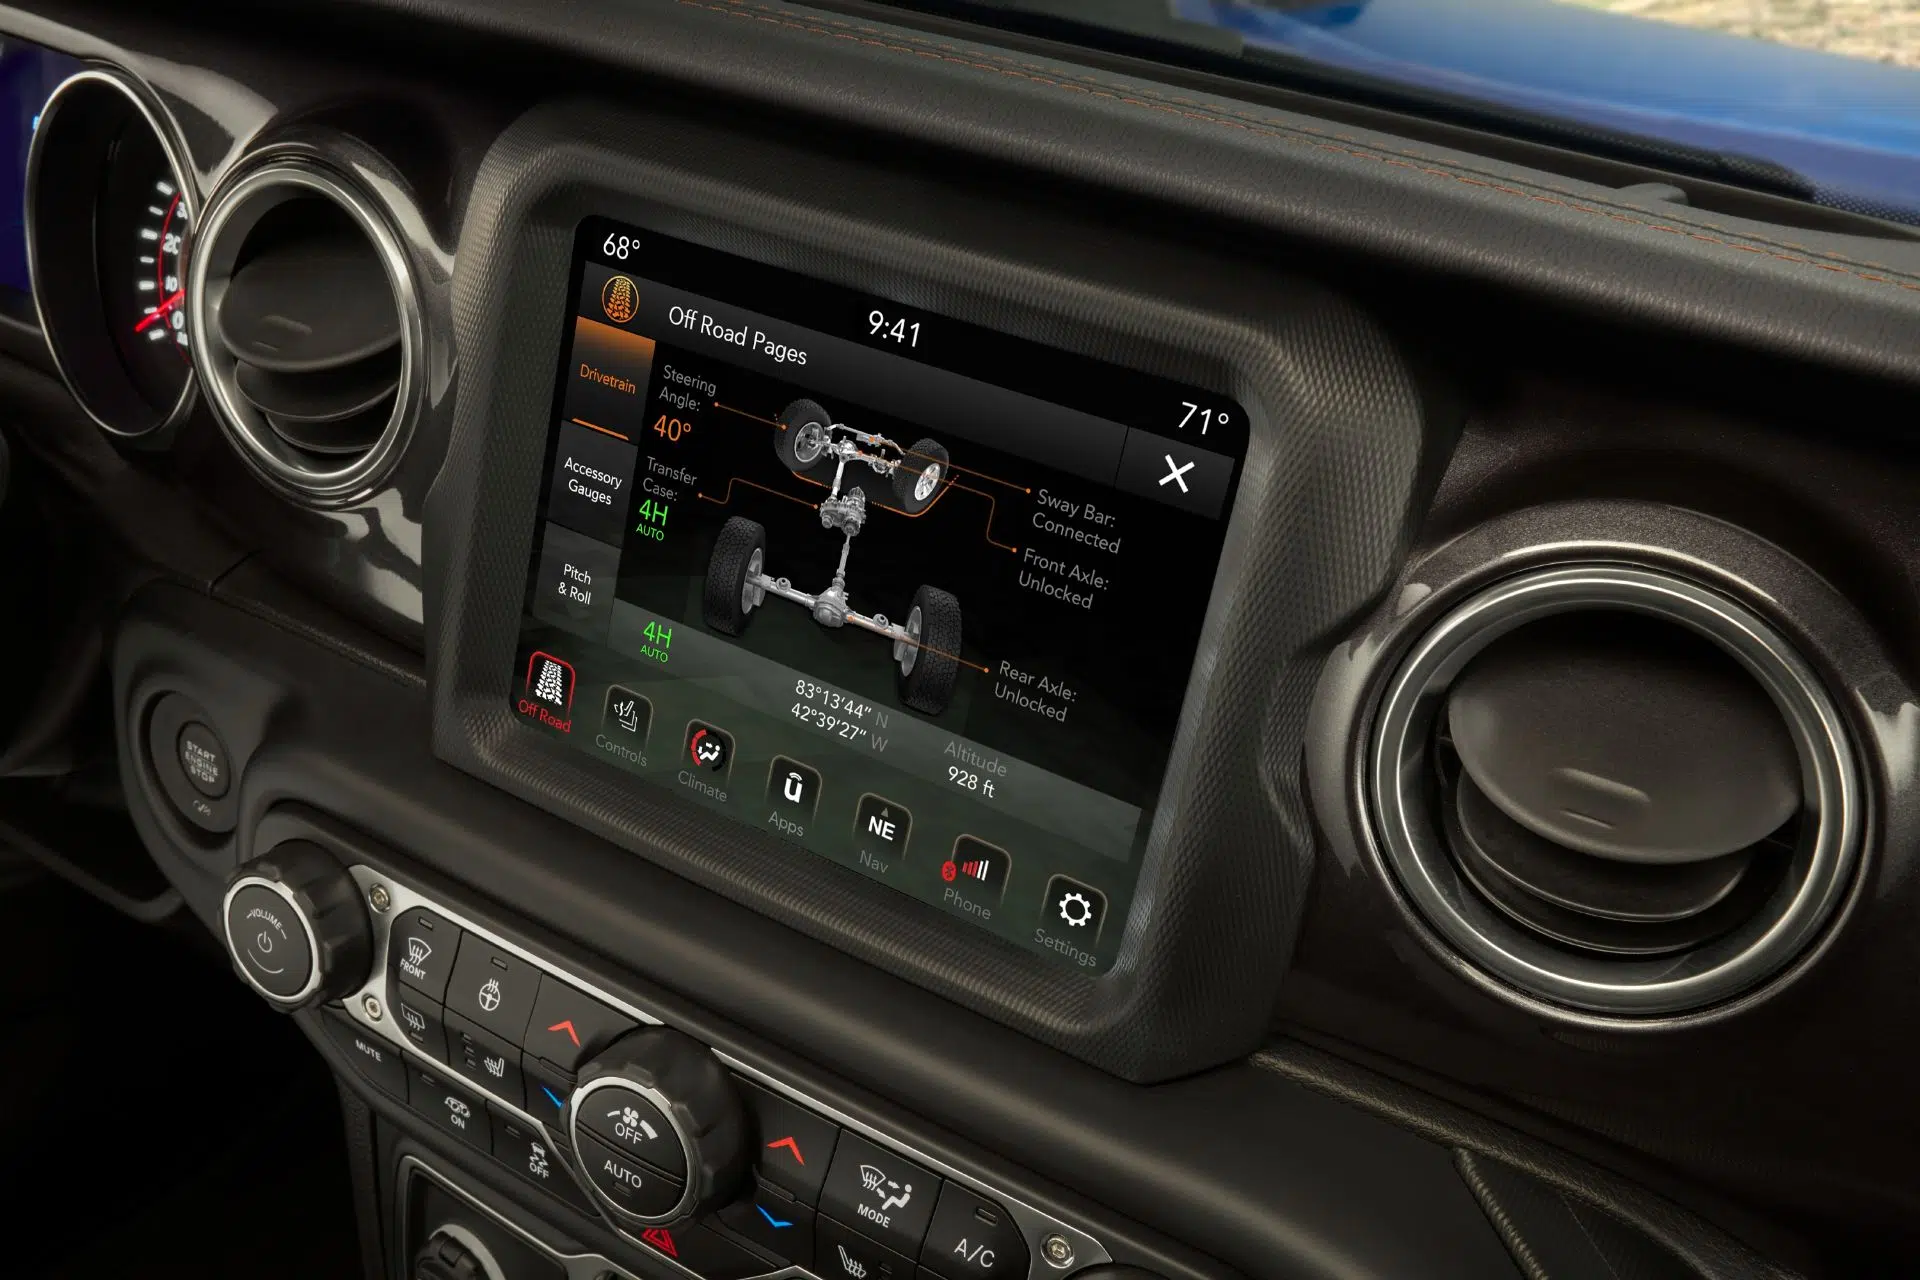 68°
9:41
71°
Off Road Pages
Drivetrain
Accessory
Gauges
Pitch
& Roll
Steering
Angle:
40°
Transfer
Case:
4H
AUTO
Sway Bar:
Connected
Front Axle:
Unlocked
Rear Axle:
Unlocked
4H
AUTO
83°13'44" N
42°39'27" W
Altitude
928 ft
Off Road
Controls
Climate
Apps
NE
Nav
Phone
Settings
20
10
0
START
ENGINE
STOP
VOLUME
FRONT
MUTE
ON
OFF
OFF
AUTO
MODE
A/C